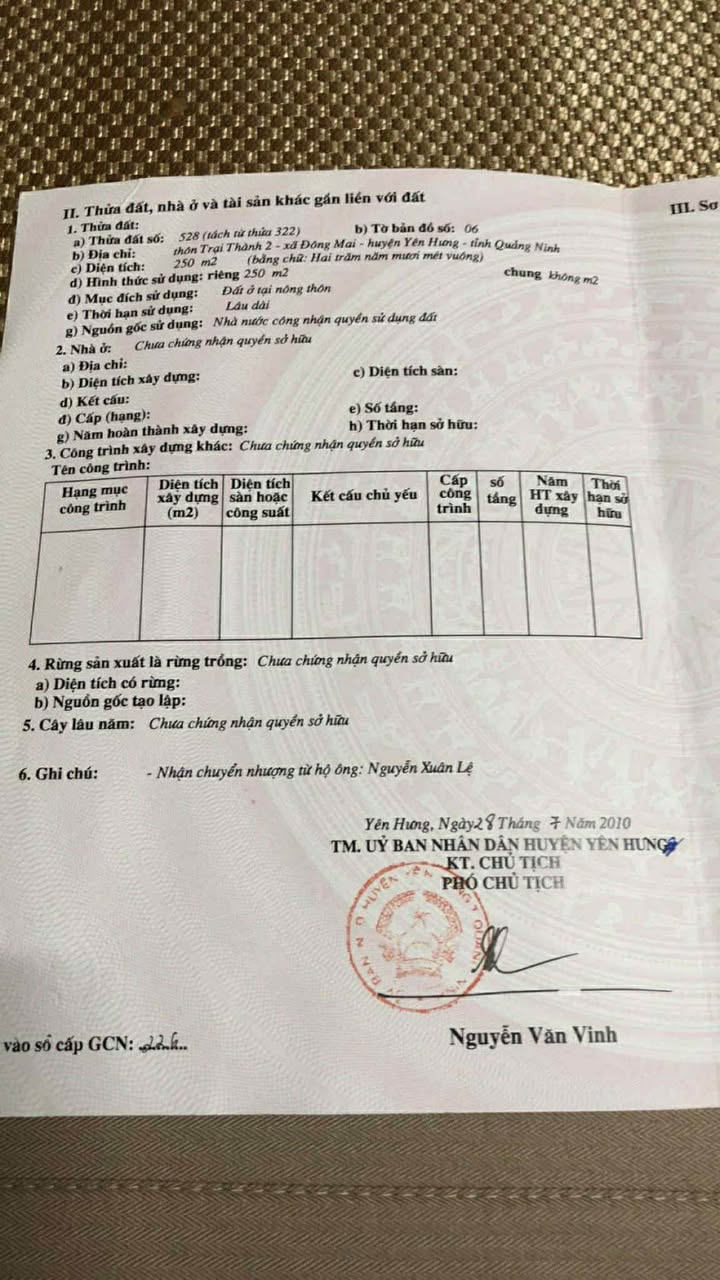 II. Thửa đất, nhà ở và tài sản khác gắn liền với đất
III. Sơ
1. Thửa đất:
a) Thửa đất số: 528 (tách từ thửa 322) b) Tờ bản đồ số: 06
b) Địa chỉ: thôn Trại Thành 2 - xã Đông Mai - huyện Yên Hưng - tỉnh Quảng Ninh
c) Diện tích: 250 m2 (bằng chữ: Hai trăm năm mươi mét vuông)
d) Hình thức sử dụng: riêng 250 m2 chung không m2
đ) Mục đích sử dụng: Đất ở tại nông thôn
e) Thời hạn sử dụng: Lâu dài
g) Nguồn gốc sử dụng: Nhà nước công nhận quyền sử dụng đất
2. Nhà ở: Chưa chứng nhận quyền sở hữu
a) Địa chỉ:
b) Diện tích xây dựng: c) Diện tích sàn:
d) Kết cấu:
đ) Cấp (hạng): e) Số tầng:
g) Năm hoàn thành xây dựng: h) Thời hạn sở hữu:
3. Công trình xây dựng khác: Chưa chứng nhận quyền sở hữu
Tên công trình:
Hạng mục công trình
Diện tích xây dựng (m2)
Diện tích sàn hoặc công suất
Kết cấu chủ yếu
Cấp công trình
số tầng
Năm HT xây dựng
Thời hạn sở hữu
4. Rừng sản xuất là rừng trồng: Chưa chứng nhận quyền sở hữu
a) Diện tích có rừng:
b) Nguồn gốc tạo lập:
5. Cây lâu năm: Chưa chứng nhận quyền sở hữu
6. Ghi chú: - Nhận chuyển nhượng từ hộ ông: Nguyễn Xuân Lệ
Yên Hưng, Ngày 28 Tháng 7 Năm 2010
TM. UỶ BAN NHÂN DÂN HUYỆN YÊN HƯNG
KT. CHỦ TỊCH
PHÓ CHỦ TỊCH
Nguyễn Văn Vinh
vào sổ cấp GCN: